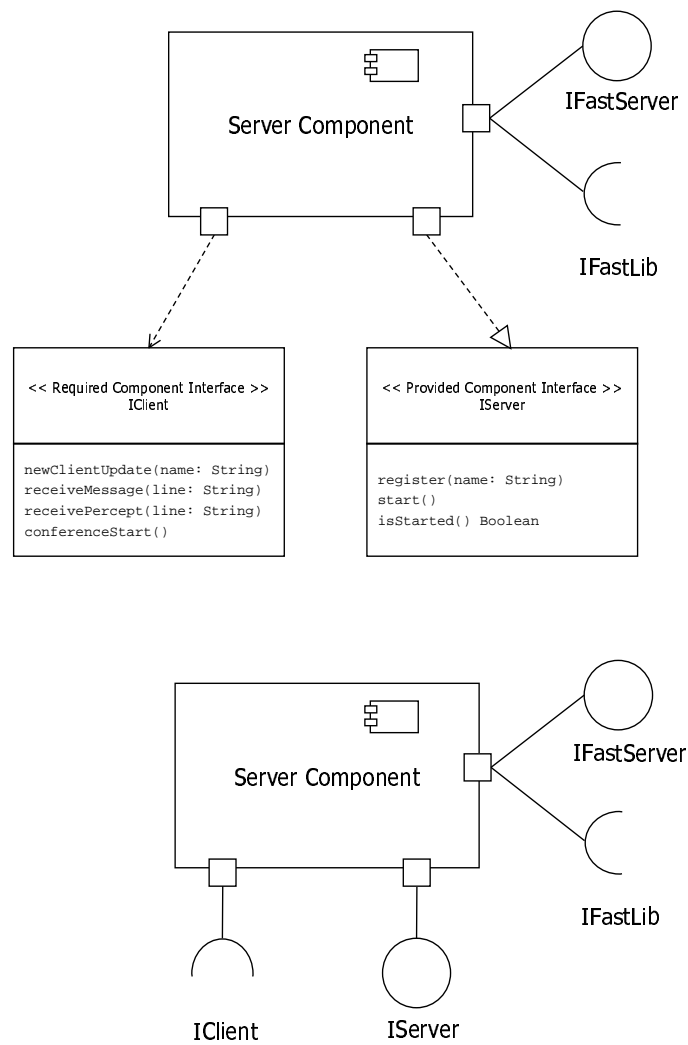 Server Component
IFastServer
IFastLib
<< Required Component Interface >>
IClient
newClientUpdate(name: String)
receiveMessage(line: String)
receivePercept(line: String)
conferenceStart()
<< Provided Component Interface >>
IServer
register(name: String)
start()
isStarted() Boolean
Server Component
IFastServer
IFastLib
IClient
IServer